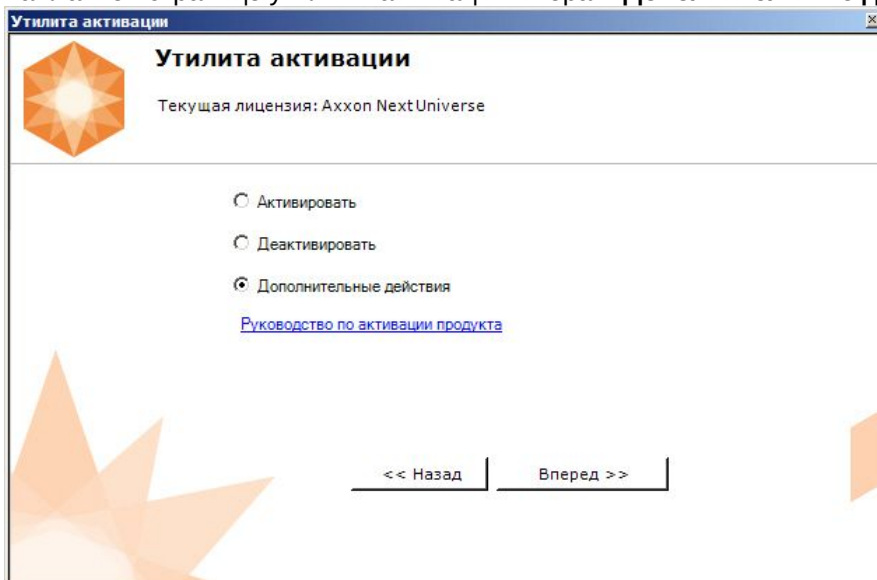 Утилита активации
Утилита активации
Текущая лицензия: Axxon Next Universe
Активировать
Деактивировать
Дополнительные действия
Руководство по активации продукта
<< Назад
Вперед >>